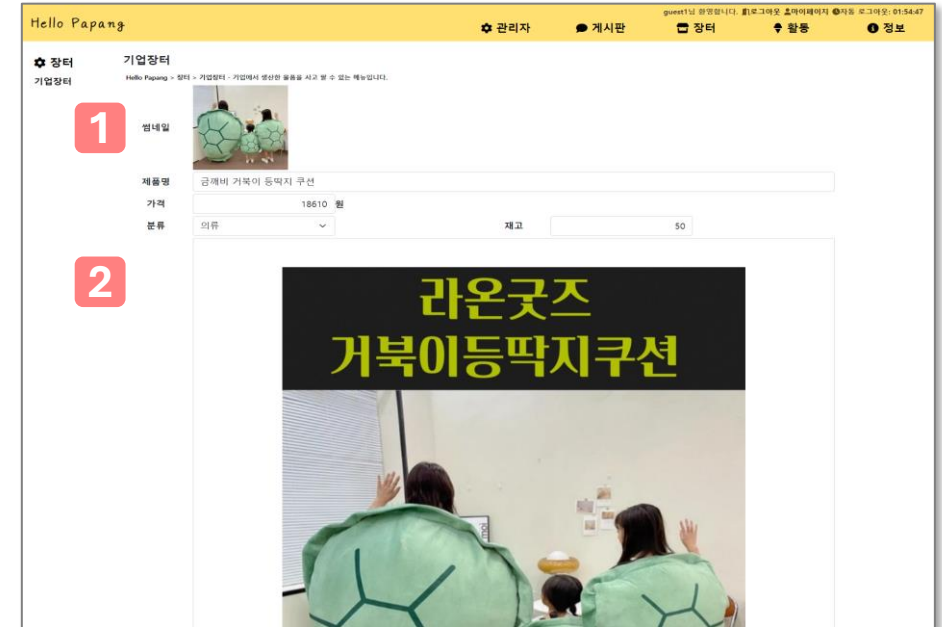 guest1님 환영합니다. 로그아웃 마이페이지 자동 로그아웃: 01:54:47
Hello Papang
관리자 게시판 장터 활동 정보
장터
기업장터
기업장터
Hello Papang > 장터 > 기업장터 - 기업에서 생산한 물품을 사고 팔 수 있는 메뉴입니다.
1
썸네일
제품명 금깨비 거북이 등딱지 쿠션
가격 18610 원
분류 의류 재고 50
2
라온굿즈
거북이등딱지쿠션